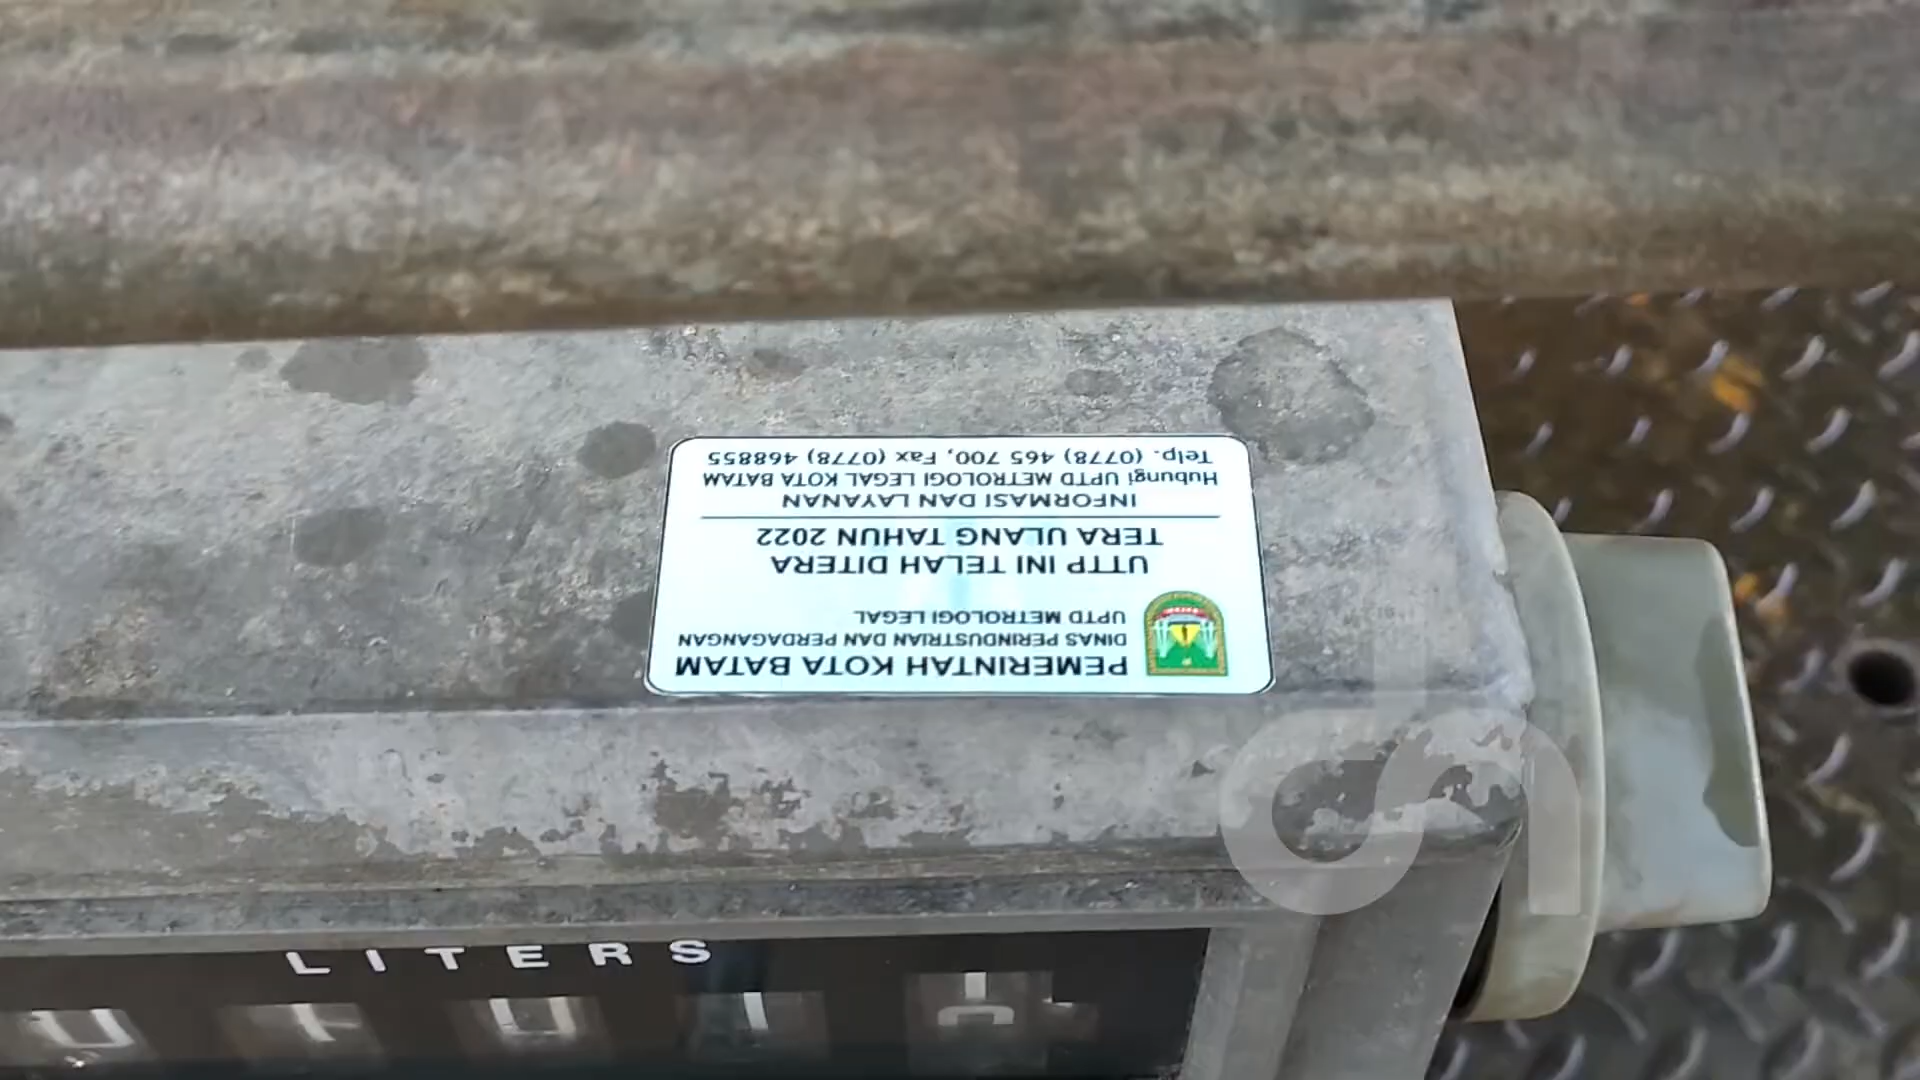 PEMERINTAH KOTA BATAM
DINAS PERINDUSTRIAN DAN PERDAGANGAN
UPTD METROLOGI LEGAL
UTTP INI TELAH DITERA
TERA ULANG TAHUN 2022
INFORMASI DAN LAYANAN
Hubungi UPTD METROLOGI LEGAL KOTA BATAM
Telp. (0778) 465 700, Fax (0778) 468855
LITERS